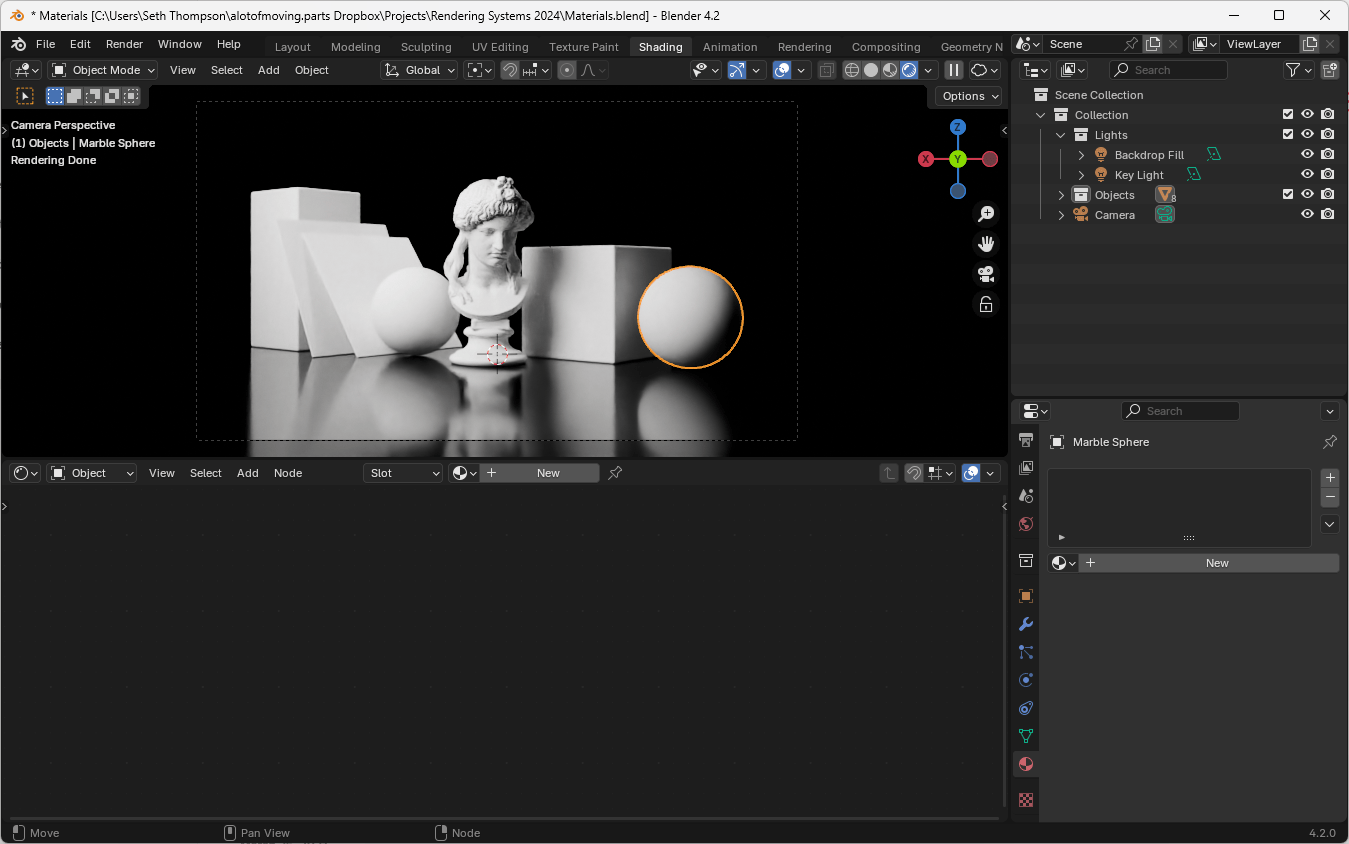 * Materials [C:\Users\Seth Thompson\alotofmoving.parts Dropbox\Projects\Rendering Systems 2024\Materials.blend] - Blender 4.2
File Edit Render Window Help Layout Modeling Sculpting UV Editing Texture Paint Shading Animation Rendering Compositing Geometry N Scene ViewLayer
Object Mode View Select Add Object Global Search
Options
Camera Perspective
(1) Objects | Marble Sphere
Rendering Done
Z
X
Y
Scene Collection
Collection
Lights
Backdrop Fill
Key Light
Objects 8
Camera
Search
Marble Sphere
New
Object View Select Add Node Slot New
Move Pan View Node 4.2.0